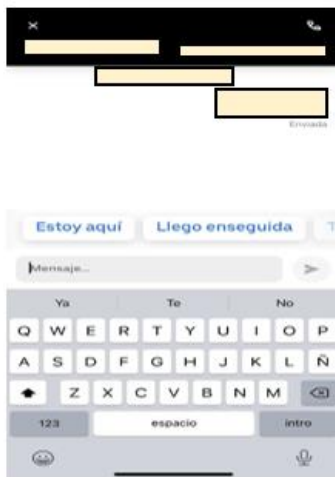 Enviada
Estoy aquí Llego enseguida T
Mensaje...
Ya Te No
Q W E R T Y U I O P
A S D F G H J K L Ñ
Z X C V B N M
123 espacio intro